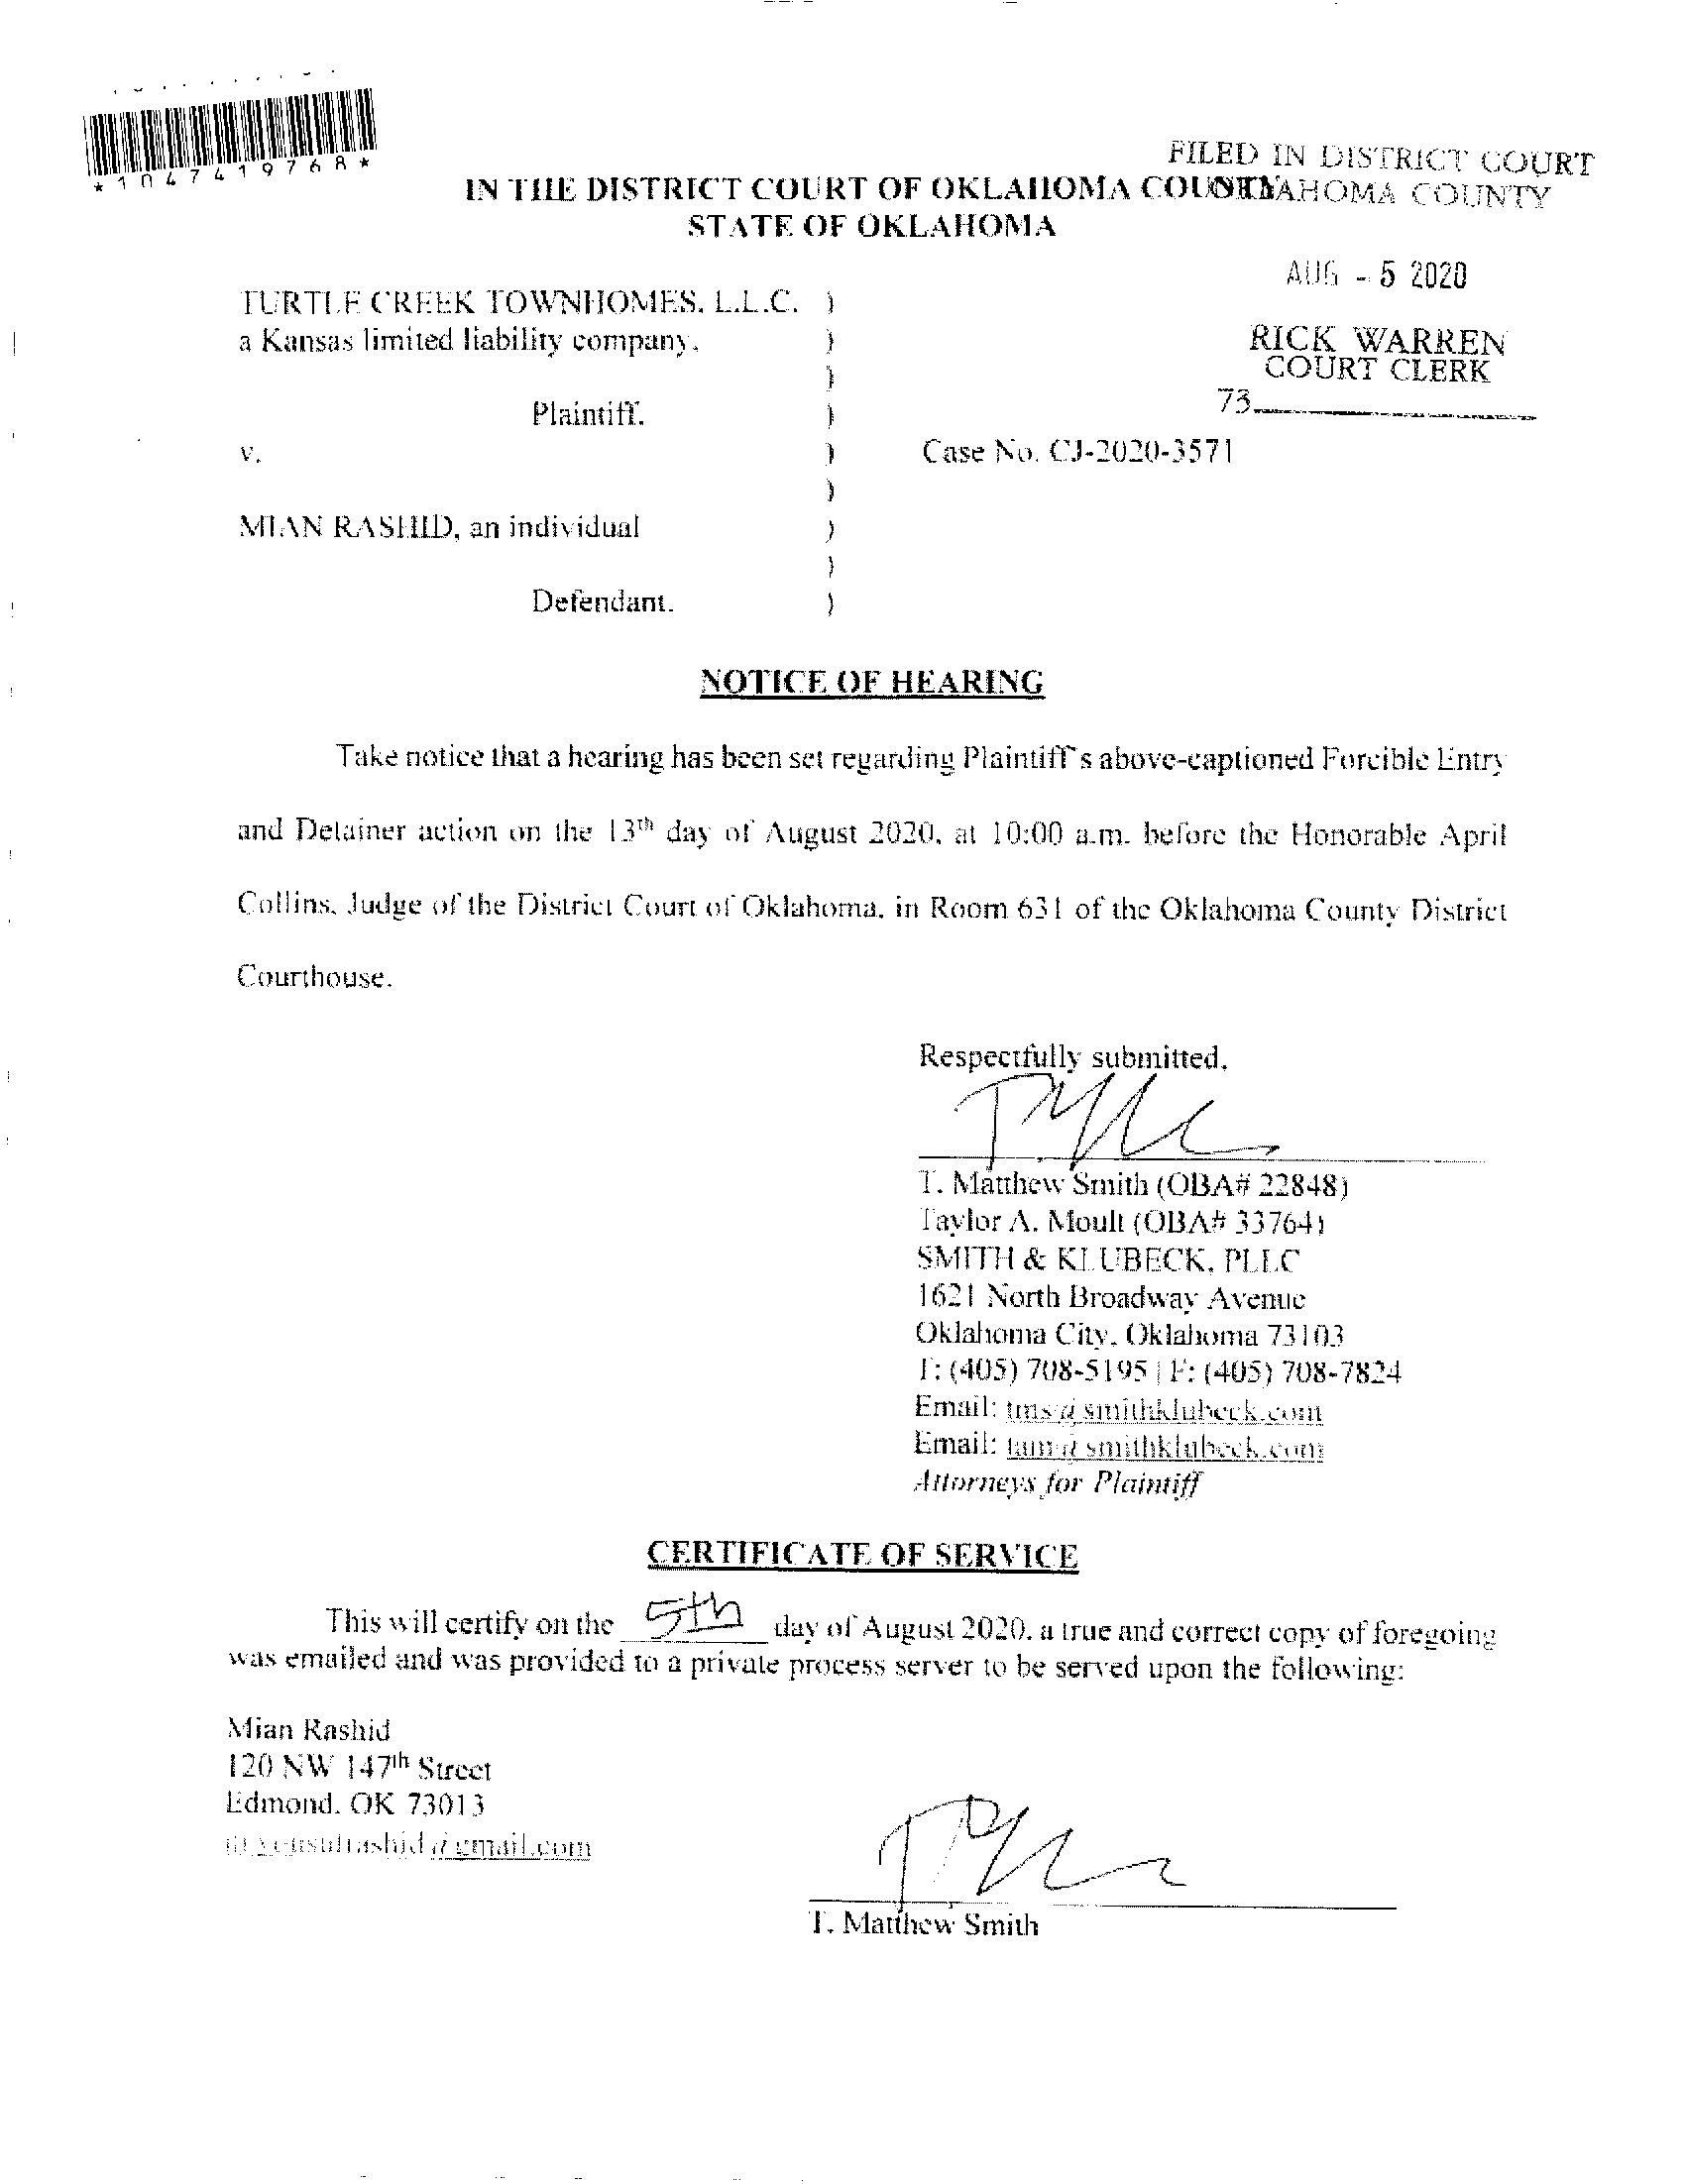 *1047419768*
FILED IN DISTRICT COURT
OKLAHOMA COUNTY
IN THE DISTRICT COURT OF OKLAHOMA COUNTY
STATE OF OKLAHOMA
AUG - 5 2020
RICK WARREN
COURT CLERK
73
TURTLE CREEK TOWNHOMES, L.L.C. )
a Kansas limited liability company, )
)
Plaintiff. )
v. ) Case No. CJ-2020-3571
)
MIAN RASHID, an individual )
)
Defendant. )
NOTICE OF HEARING
Take notice that a hearing has been set regarding Plaintiff's above-captioned Forcible Entry
and Detainer action on the 13th day of August 2020, at 10:00 a.m. before the Honorable April
Collins, Judge of the District Court of Oklahoma, in Room 631 of the Oklahoma County District
Courthouse.
Respectfully submitted,
T. Matthew Smith (OBA# 22848)
Taylor A. Moult (OBA# 33764)
SMITH & KLUBECK, PLLC
1621 North Broadway Avenue
Oklahoma City, Oklahoma 73103
T: (405) 708-5195 | F: (405) 708-7824
Email: tms@smithklubeck.com
Email: tam@smithklubeck.com
Attorneys for Plaintiff
CERTIFICATE OF SERVICE
This will certify on the 5th day of August 2020, a true and correct copy of foregoing
was emailed and was provided to a private process server to be served upon the following:
Mian Rashid
120 NW 147th Street
Edmond, OK 73013
T. Matthew Smith